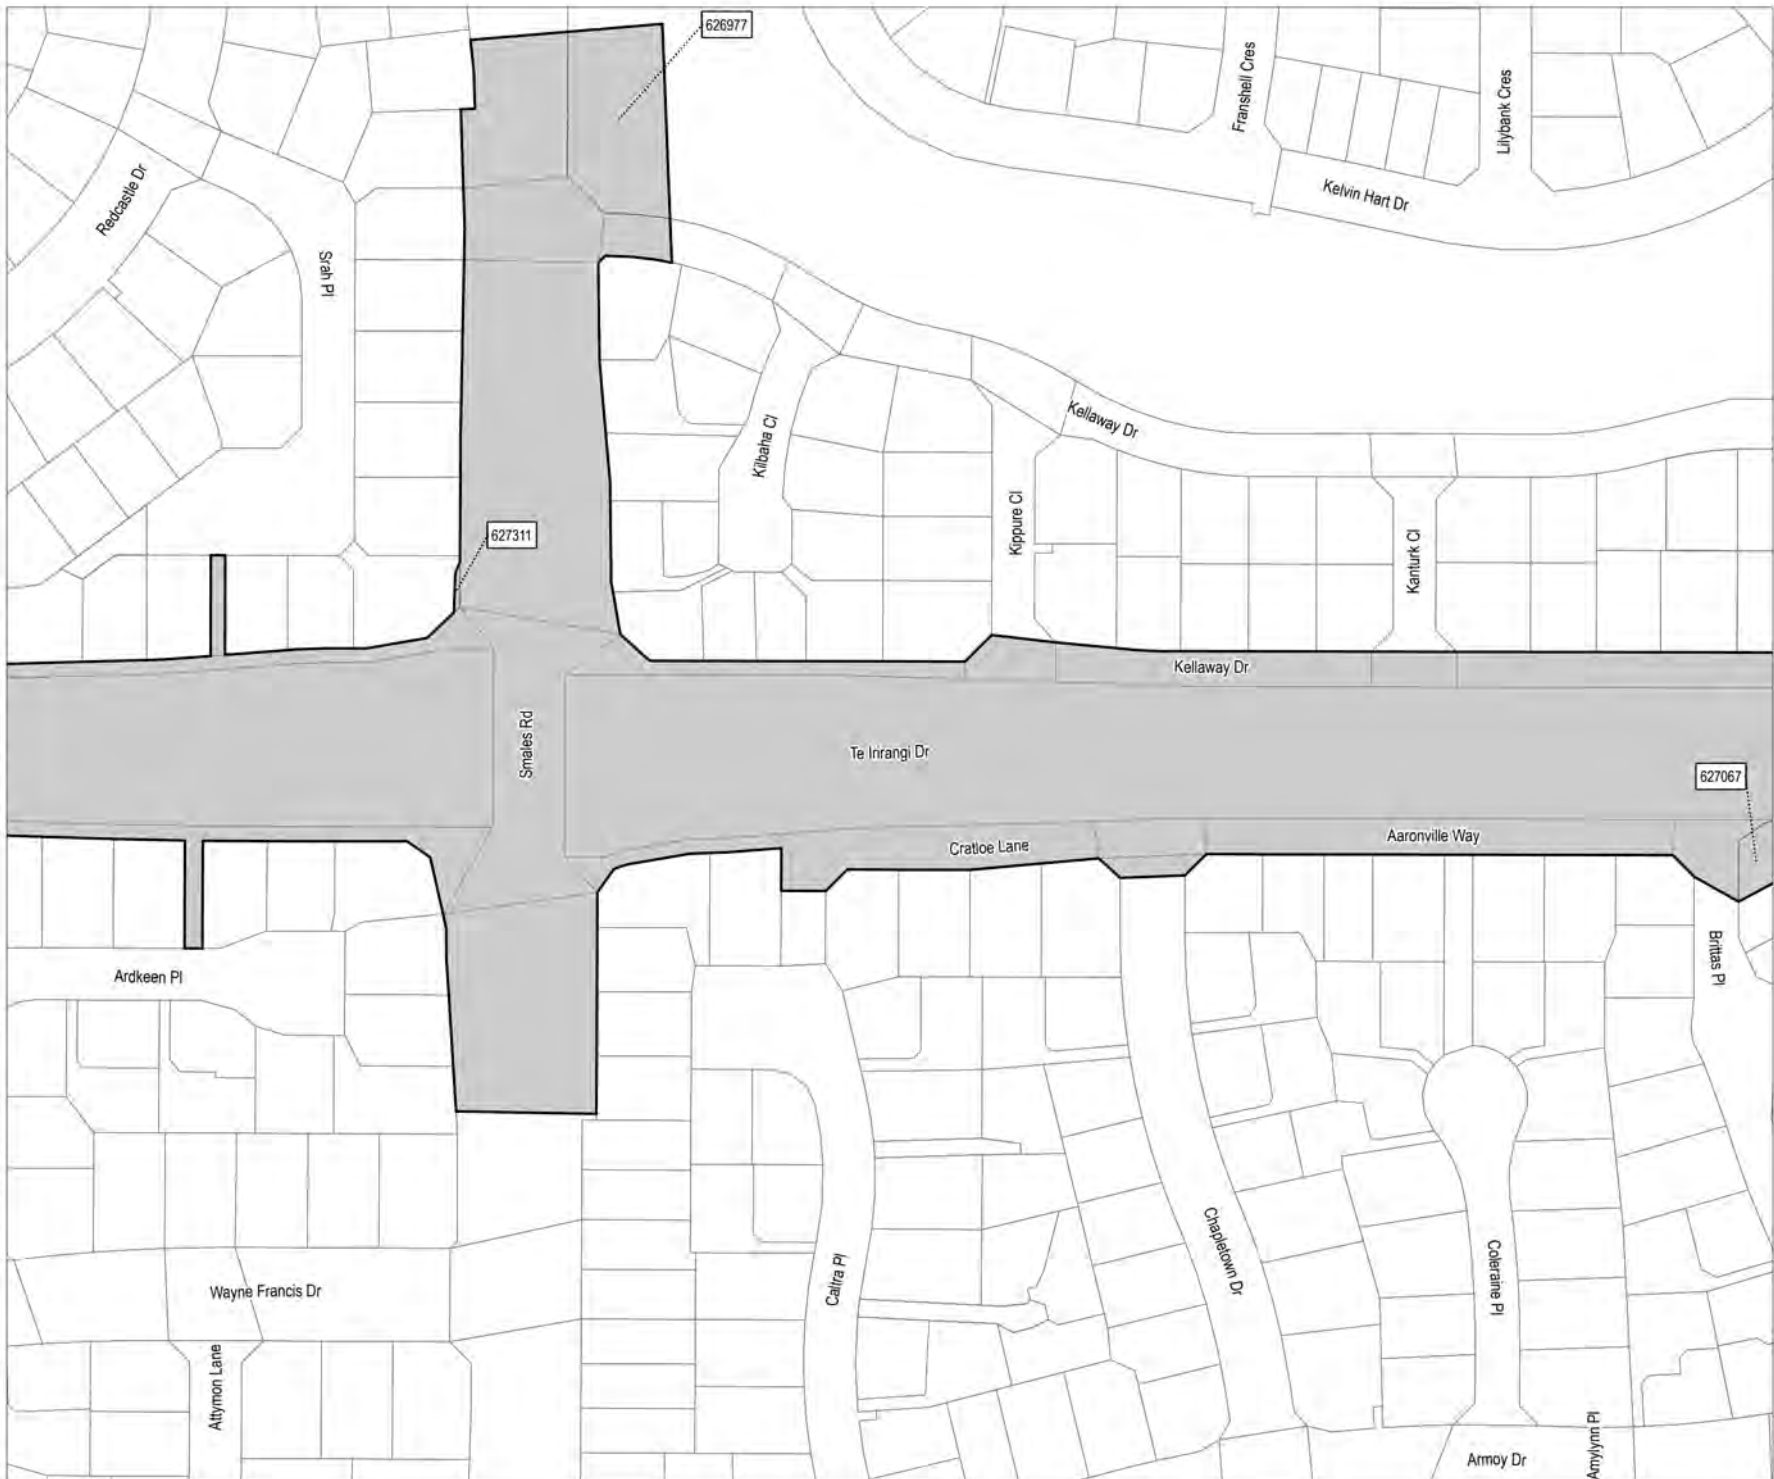 626977
Franshell Cres
Lilybank Cres
Redcastle Dr
Kelvin Hart Dr
Srah Pl
Kellaway Dr
Kilbaha Cl
Kippure Cl
627311
Kanturk Cl
Kellaway Dr
Smales Rd
Te Irirangi Dr
627067
Cratloe Lane
Aaronville Way
Brittas Pl
Ardkeen Pl
Chapletown Dr
Caltra Pl
Coleraine Pl
Wayne Francis Dr
Attymon Lane
Amylynn Pl
Armoy Dr